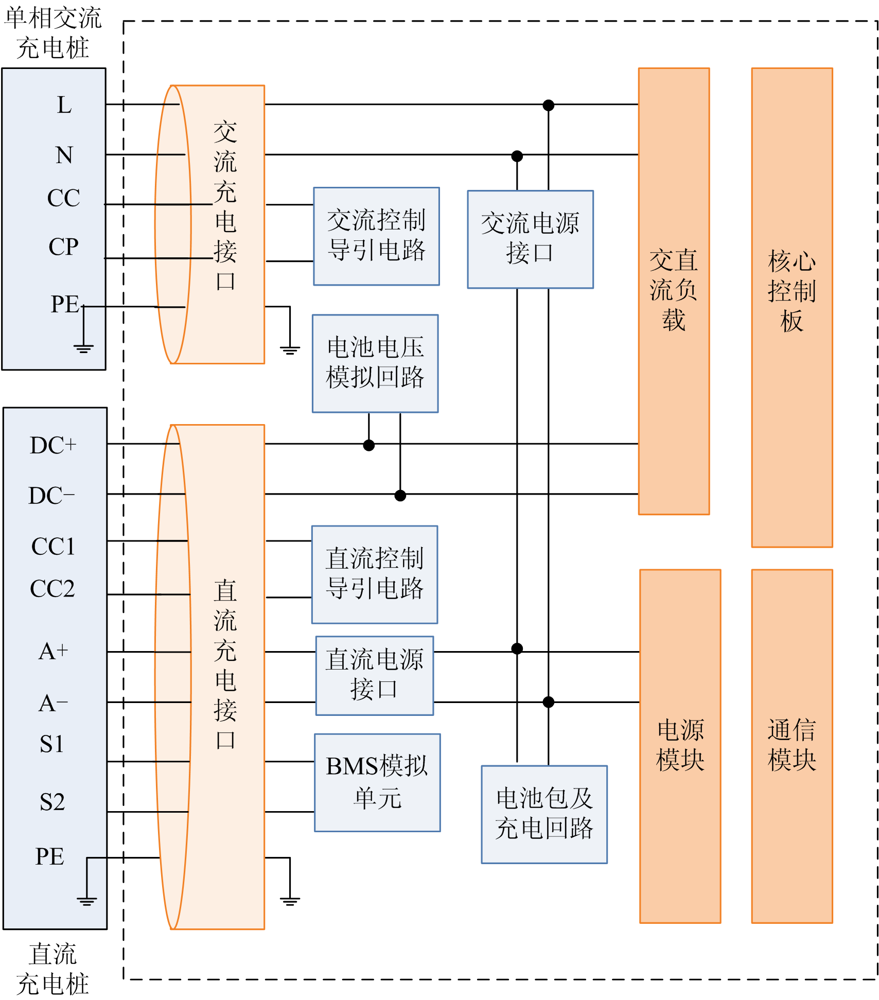 单相交流
充电桩
L
N
CC
CP
PE
交流充电接口
交流控制
导引电路
交流电源
接口
电池电压
模拟回路
交直
流负
载
核心
控制
板
DC+
DC−
CC1
CC2
A+
A−
S1
S2
PE
直流充电接口
直流控制
导引电路
直流电源
接口
BMS模拟
单元
电池包及
充电回路
电源
模块
通信
模块
直流
充电桩